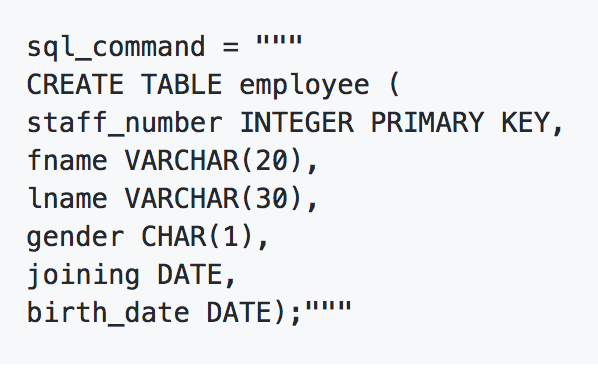 sql_command = """
CREATE TABLE employee (
staff_number INTEGER PRIMARY KEY,
fname VARCHAR(20),
lname VARCHAR(30),
gender CHAR(1),
joining DATE,
birth_date DATE);"""